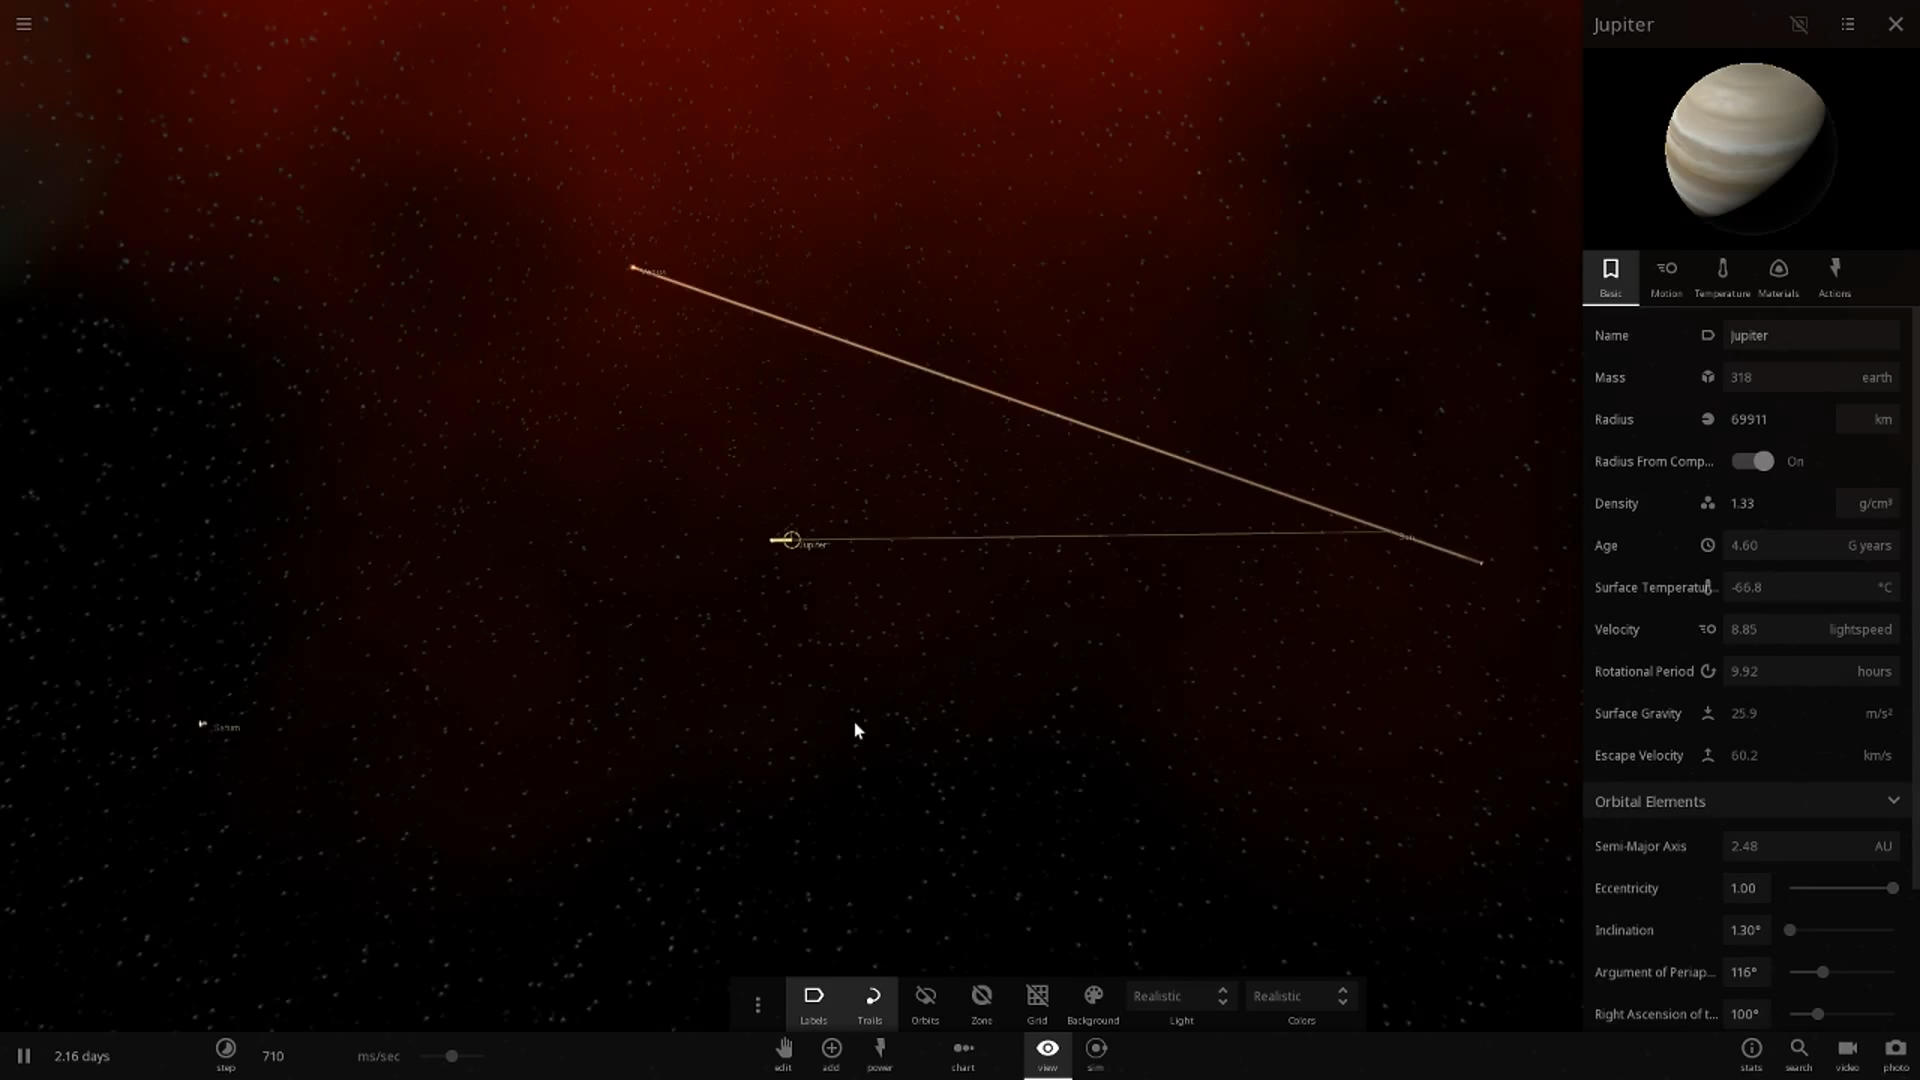 Jupiter
Venus
Jupiter
Sun
Saturn
Basic
Motion
Temperature
Materials
Actions
Name Jupiter
Mass 318 earth
Radius 69911 km
Radius From Comp... On
Density 1.33 g/cm³
Age 4.60 G years
Surface Temperatur... -66.8 °C
Velocity 8.85 lightspeed
Rotational Period 9.92 hours
Surface Gravity 25.9 m/s²
Escape Velocity 60.2 km/s
Orbital Elements
Semi-Major Axis 2.48 AU
Eccentricity 1.00
Inclination 1.30°
Argument of Periap... 116°
Right Ascension of t... 100°
Realistic
Realistic
Labels
Trails
Orbits
Zone
Grid
Background
Light
Colors
2.16 days
step
710 ms/sec
edit
add
power
chart
view
sim
stats
search
video
photo